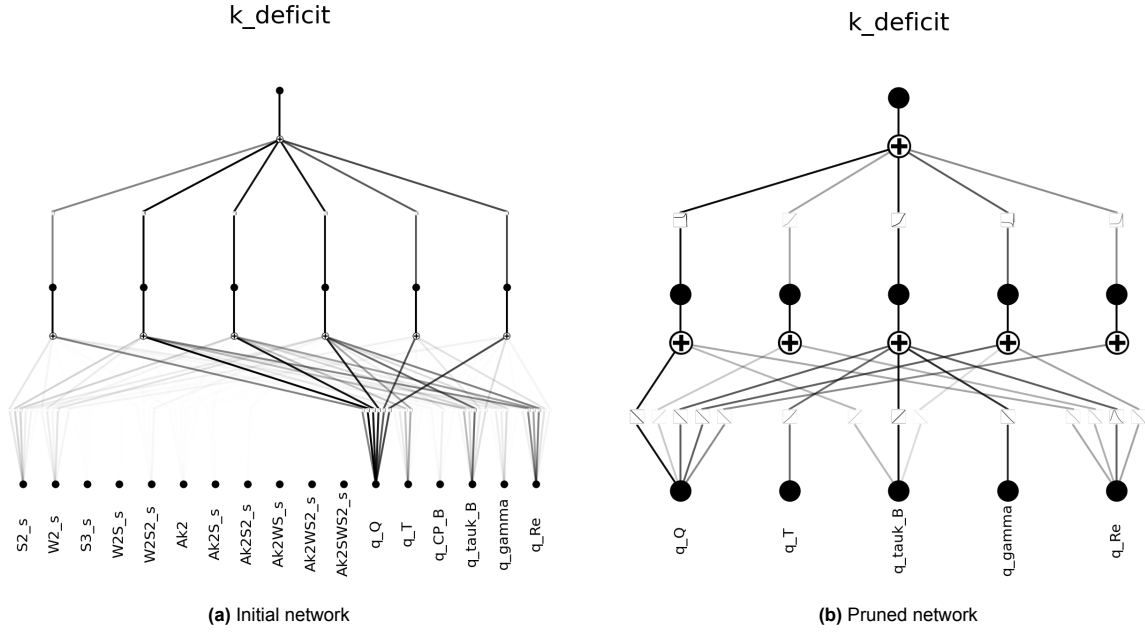 k_deficit
S2_s
W2_s
S3_s
W2S_s
W2S2_s
Ak2
Ak2S_s
Ak2S2_s
Ak2WS_s
Ak2WS2_s
Ak2SWS2_s
q_Q
q_T
q_CP_B
q_tauk_B
q_gamma
q_Re
(a) Initial network
k_deficit
q_Q
q_T
q_tauk_B
q_gamma
q_Re
(b) Pruned network